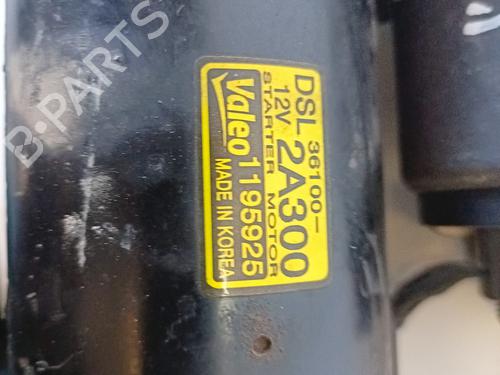 DSL 36100-
12V 2A300
STARTER MOTOR
Valeo 1195925
MADE IN KOREA
B-PARTS